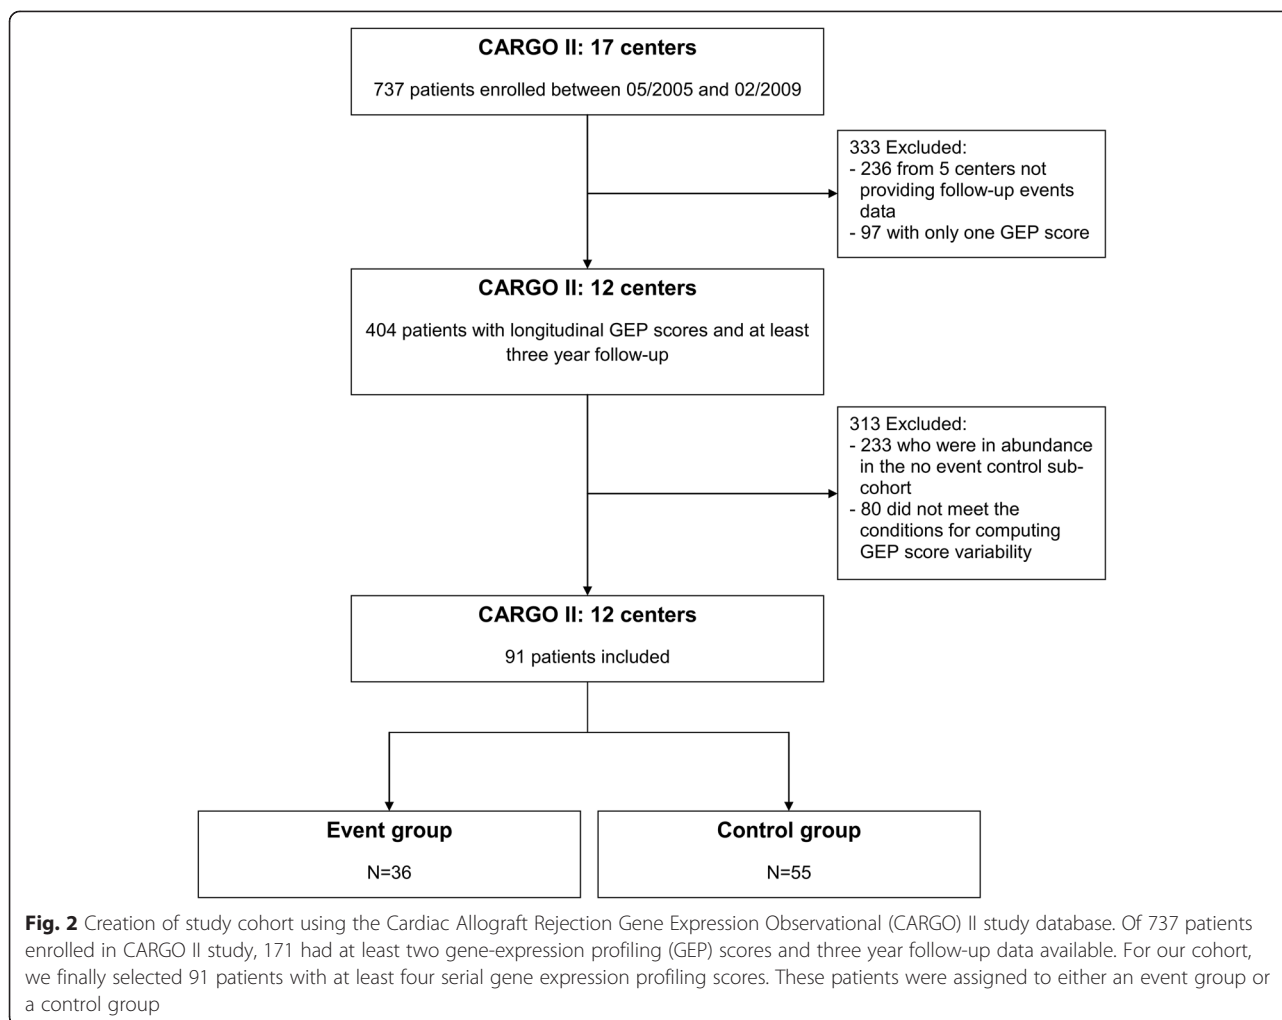 CARGO II: 17 centers
737 patients enrolled between 05/2005 and 02/2009
333 Excluded:
- 236 from 5 centers not
providing follow-up events
data
- 97 with only one GEP score
CARGO II: 12 centers
404 patients with longitudinal GEP scores and at least
three year follow-up
313 Excluded:
- 233 who were in abundance
in the no event control sub-
cohort
- 80 did not meet the
conditions for computing
GEP score variability
CARGO II: 12 centers
91 patients included
Event group
N=36
Control group
N=55
Fig. 2 Creation of study cohort using the Cardiac Allograft Rejection Gene Expression Observational (CARGO) II study database. Of 737 patients
enrolled in CARGO II study, 171 had at least two gene-expression profiling (GEP) scores and three year follow-up data available. For our cohort,
we finally selected 91 patients with at least four serial gene expression profiling scores. These patients were assigned to either an event group or
a control group